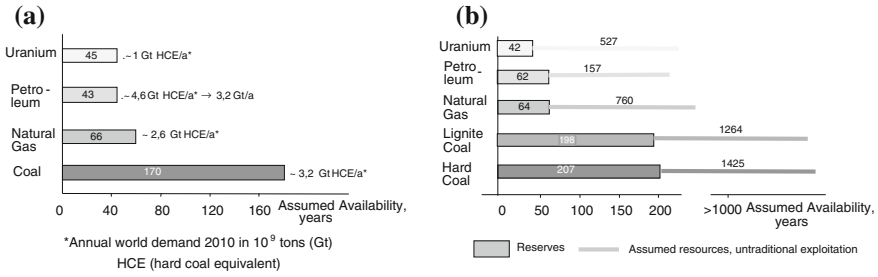 (a)
Uranium 45 .~ 1 Gt HCE/a*
Petro -
leum 43 .~ 4,6 Gt HCE/a* → 3,2 Gt/a
Natural
Gas 66 ~ 2,6 Gt HCE/a*
Coal 170 ~ 3,2 Gt HCE/a*
0 40 80 120 160 Assumed Availability,
years
*Annual world demand 2010 in 10⁹ tons (Gt)
HCE (hard coal equivalent)
(b)
Uranium 42 527
Petro -
leum 62 157
Natural
Gas 64 760
Lignite
Coal 198 1264
Hard
Coal 207 1425
0 50 100 150 200 >1000 Assumed Availability,
years
Reserves Assumed resources, untraditional exploitation